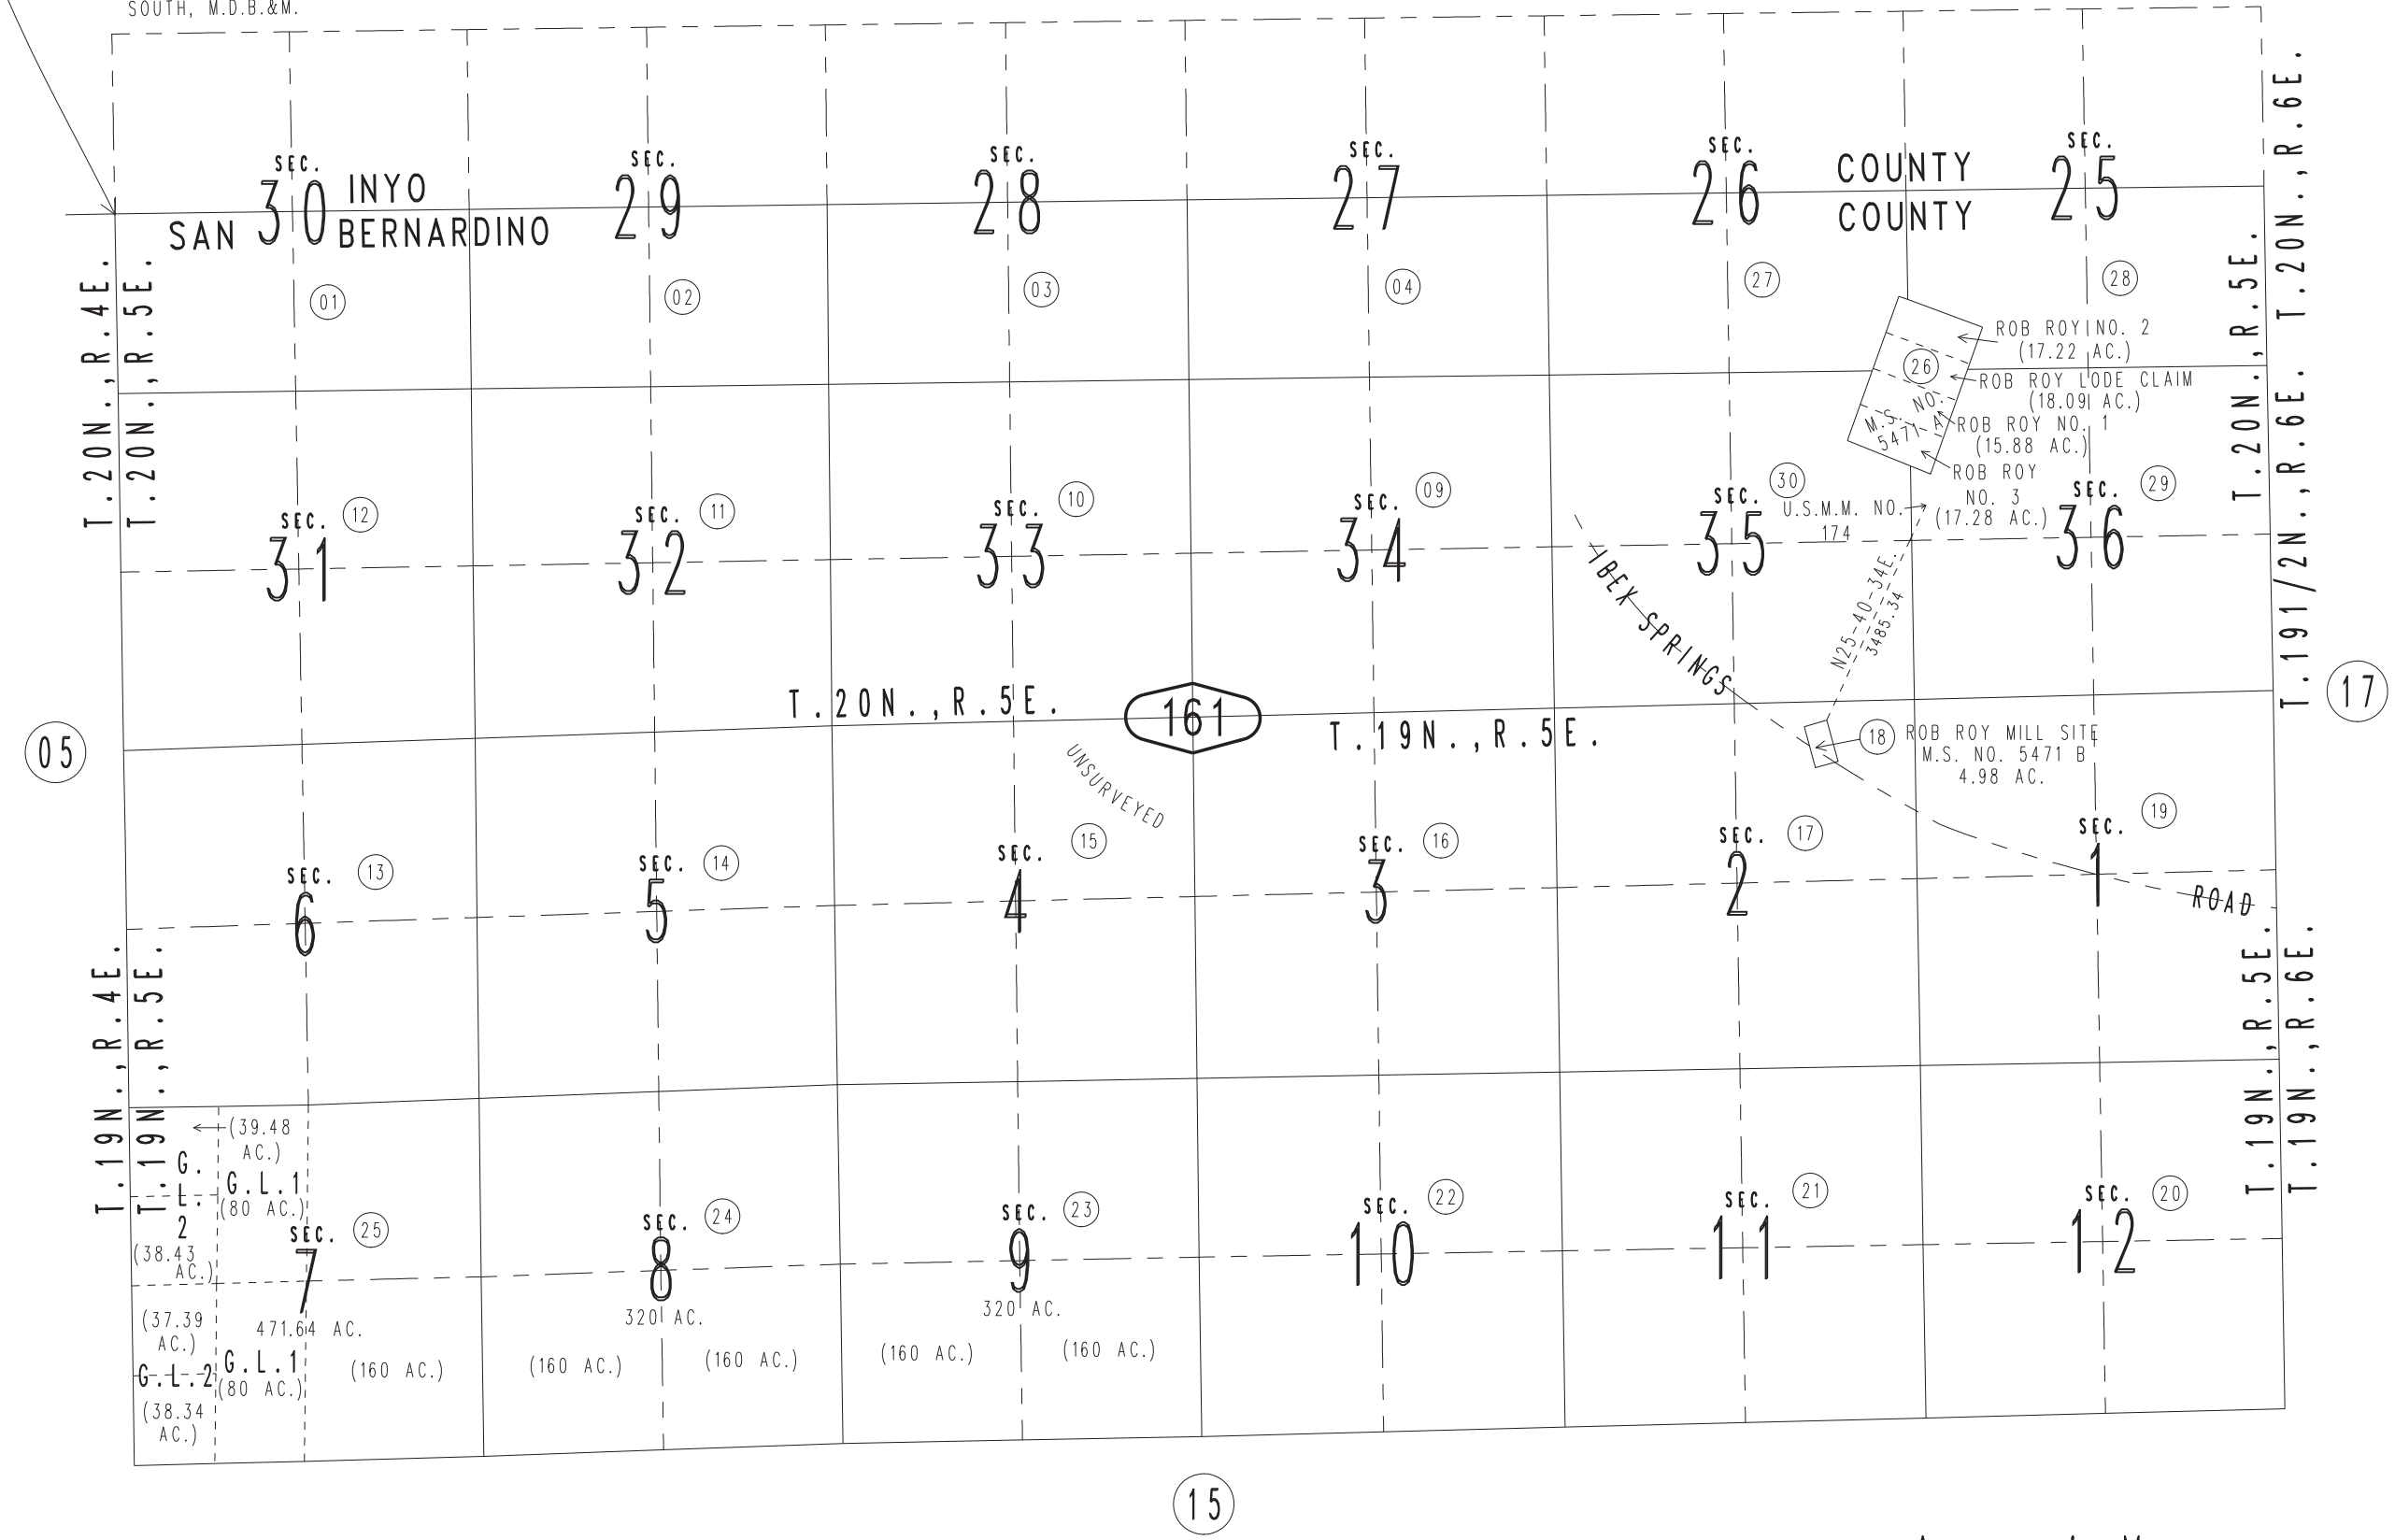 SOUTH, M.D.B.&M.
SEC.
30
SEC.
29
SEC.
28
SEC.
27
SEC.
26
SEC.
25
INYO
COUNTY
SAN BERNARDINO
COUNTY
01
02
03
04
27
28
T.20N.,R.4E.
T.20N.,R.5E.
T.20N.,R.5E.
T.20N.,R.6E.
ROB ROY NO. 2
(17.22 AC.)
26
ROB ROY LODE CLAIM
(18.09 AC.)
M.S. NO.
5471 A
ROB ROY NO. 1
(15.88 AC.)
ROB ROY
NO. 3
(17.28 AC.)
U.S.M.M. NO.
174
SEC.
31
12
SEC.
32
11
SEC.
33
10
SEC.
34
09
SEC.
35
30
SEC.
36
29
T.191/2N.,R.6E.
IBEX SPRINGS
N25-40-34E.
3485.34
T.20N.,R.5E.
161
T.19N.,R.5E.
05
17
UNSURVEYED
18
ROB ROY MILL SITE
M.S. NO. 5471 B
4.98 AC.
SEC.
6
13
SEC.
5
14
SEC.
4
15
SEC.
3
16
SEC.
2
17
SEC.
1
19
ROAD
T.19N.,R.4E.
T.19N.,R.5E.
T.19N.,R.5E.
T.19N.,R.6E.
(39.48
AC.)
G.
L.
2
G.L.1
(80 AC.)
(38.43
AC.)
SEC.
7
25
SEC.
8
24
SEC.
9
23
SEC.
10
22
SEC.
11
21
SEC.
12
20
(37.39
AC.)
471.64 AC.
320 AC.
320 AC.
G.L.2
G.L.1
(80 AC.)
(160 AC.)
(160 AC.)
(160 AC.)
(160 AC.)
(160 AC.)
(38.34
AC.)
15